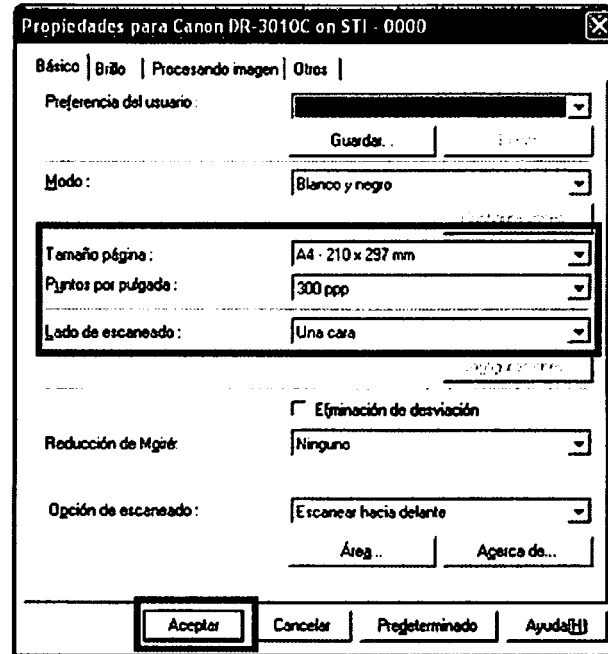 Propiedades para Canon DR-3010C on STI - 0000
Básico Brillo Procesando imagen Otros
Preferencia del usuario :
Guardar..
Modo : Blanco y negro
Tamaño página : A4 - 210 x 297 mm
Puntos por pulgada : 300 ppp
Lado de escaneado : Una cara
Eliminación de desviación
Reducción de Moiré: Ninguno
Opción de escaneado : Escanear hacia delante
Área .. Acerca de...
Aceptar Cancelar Predeterminado Ayuda(H)